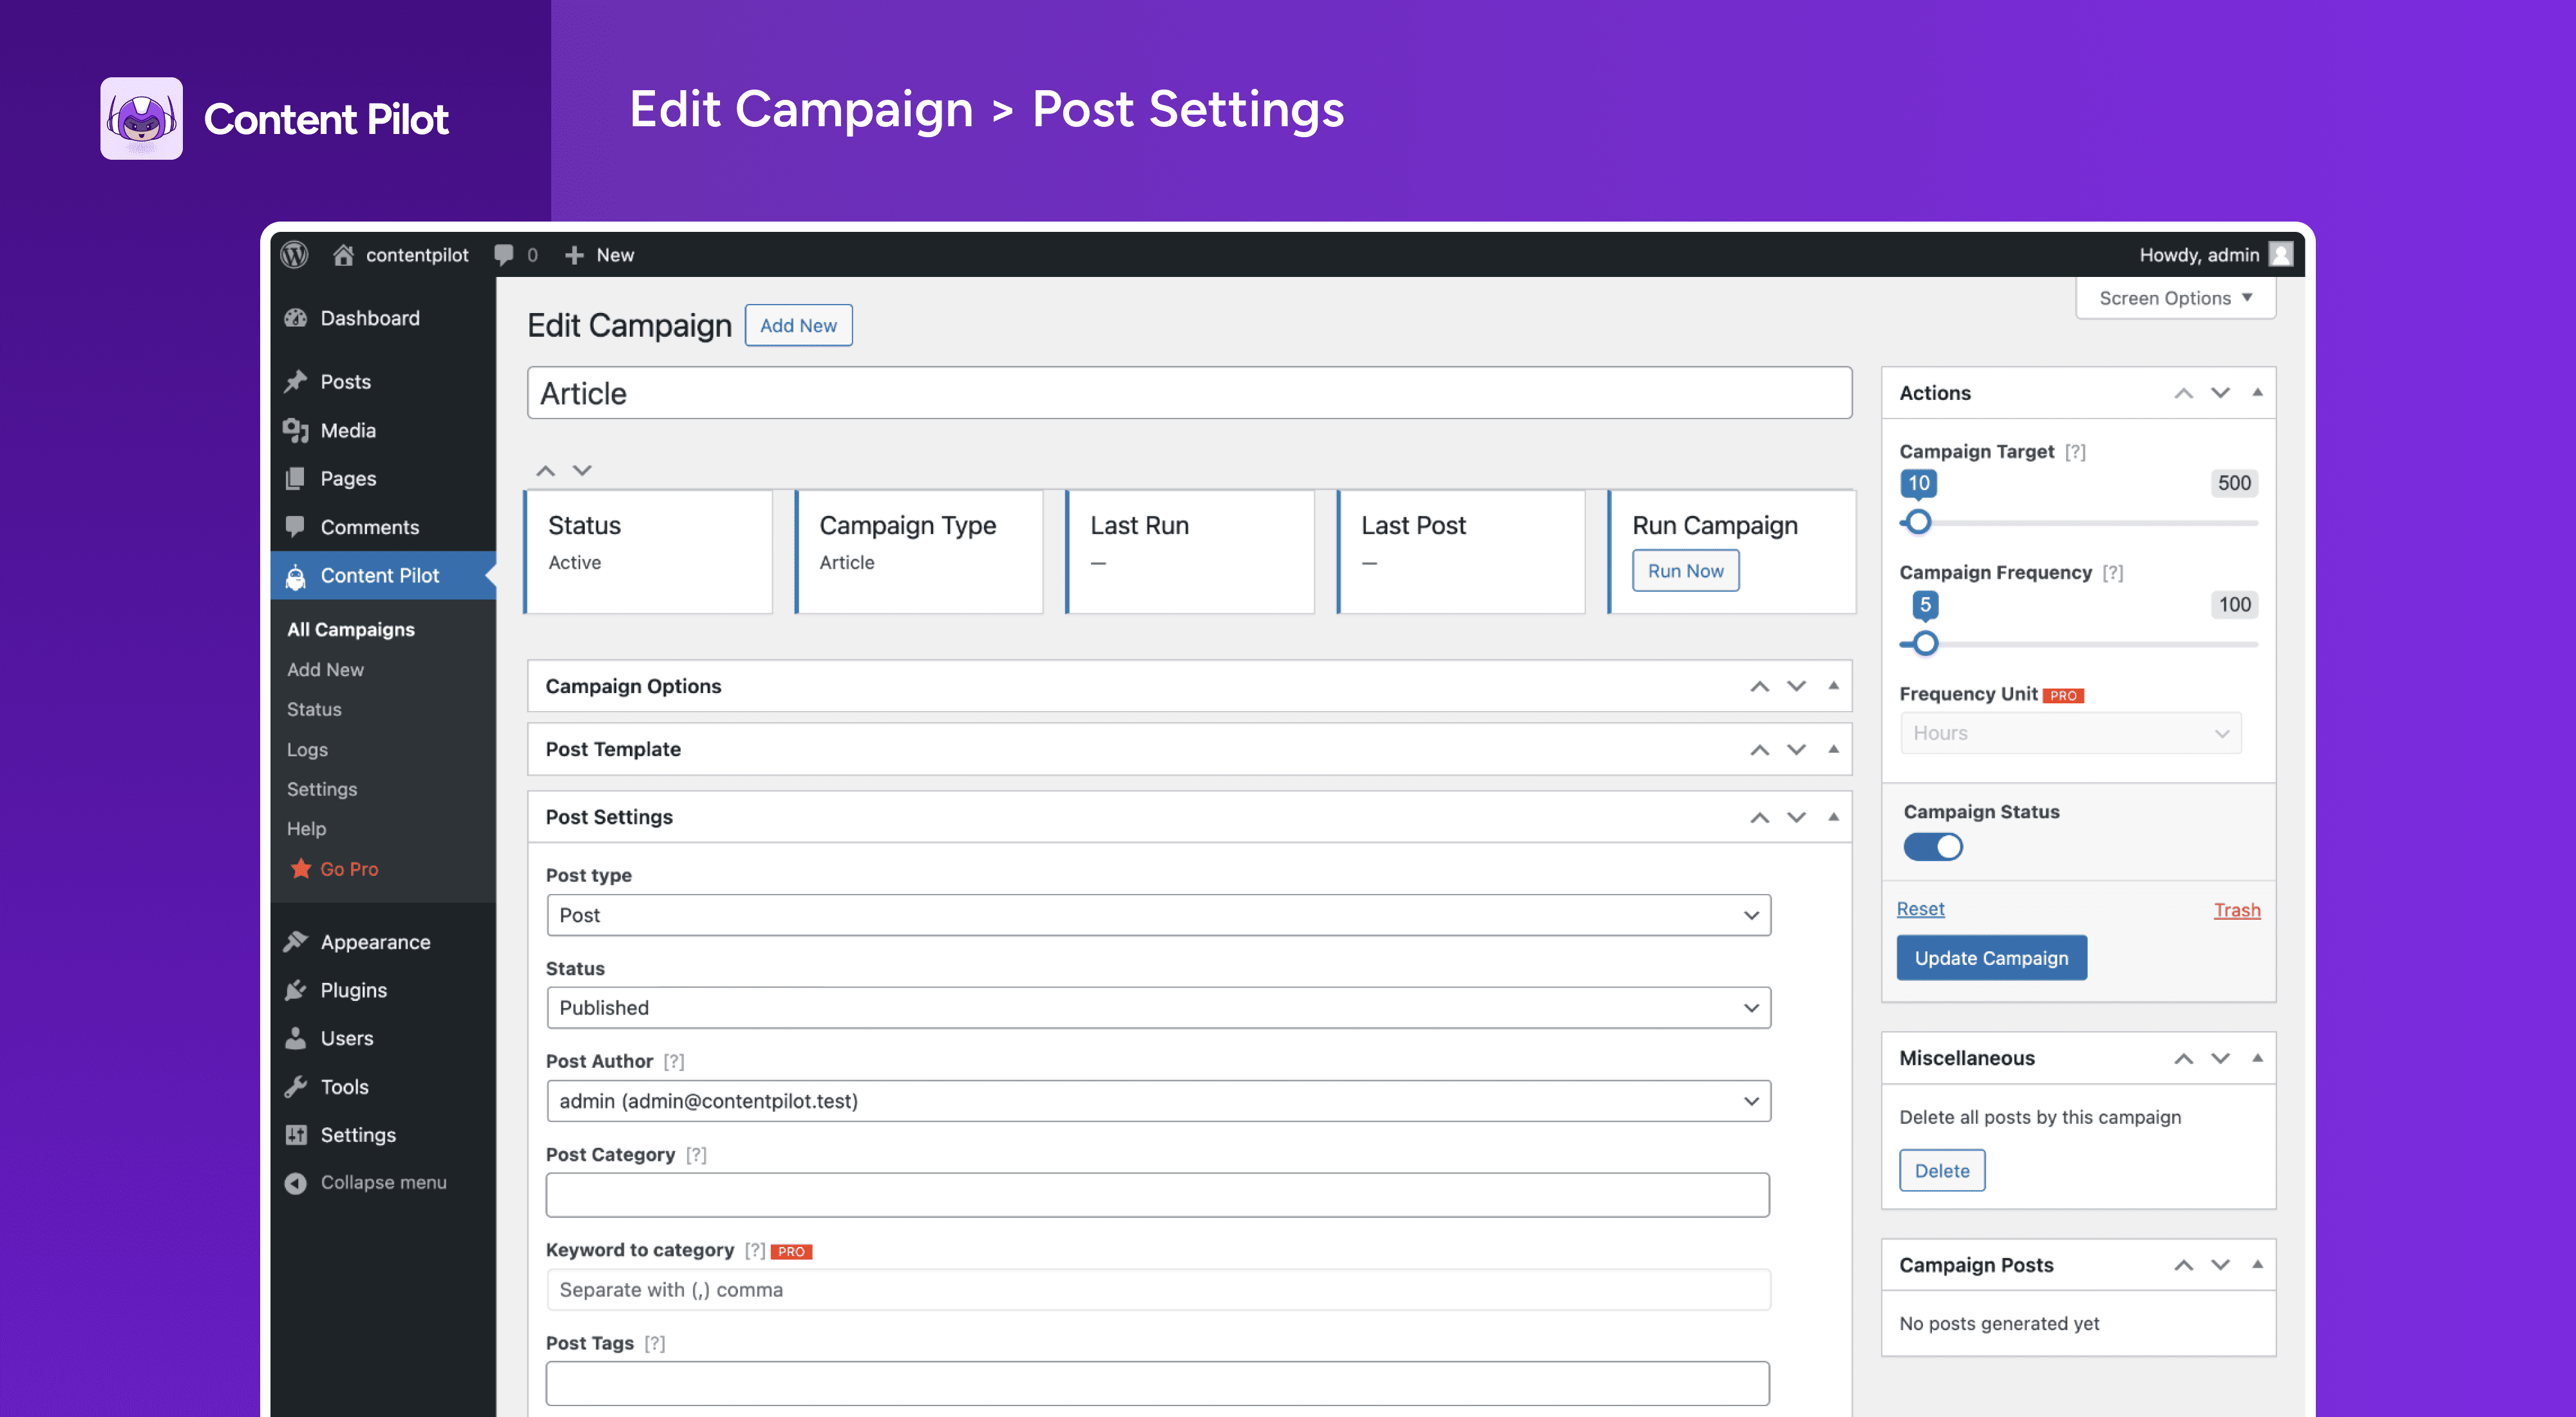 Content Pilot
Edit Campaign > Post Settings
contentpilot
0
New
Howdy, admin
Screen Options
Dashboard
Posts
Media
Pages
Comments
Content Pilot
All Campaigns
Add New
Status
Logs
Settings
Help
Go Pro
Appearance
Plugins
Users
Tools
Settings
Collapse menu
Edit Campaign
Add New
Article
Status
Active
Campaign Type
Article
Last Run
—
Last Post
—
Run Campaign
Run Now
Campaign Options
Post Template
Post Settings
Post type
Post
Status
Published
Post Author [?]
admin (admin@contentpilot.test)
Post Category [?]
Keyword to category [?] PRO
Separate with (,) comma
Post Tags [?]
Actions
Campaign Target [?]
10
500
Campaign Frequency [?]
5
100
Frequency Unit PRO
Hours
Campaign Status
Reset
Trash
Update Campaign
Miscellaneous
Delete all posts by this campaign
Delete
Campaign Posts
No posts generated yet